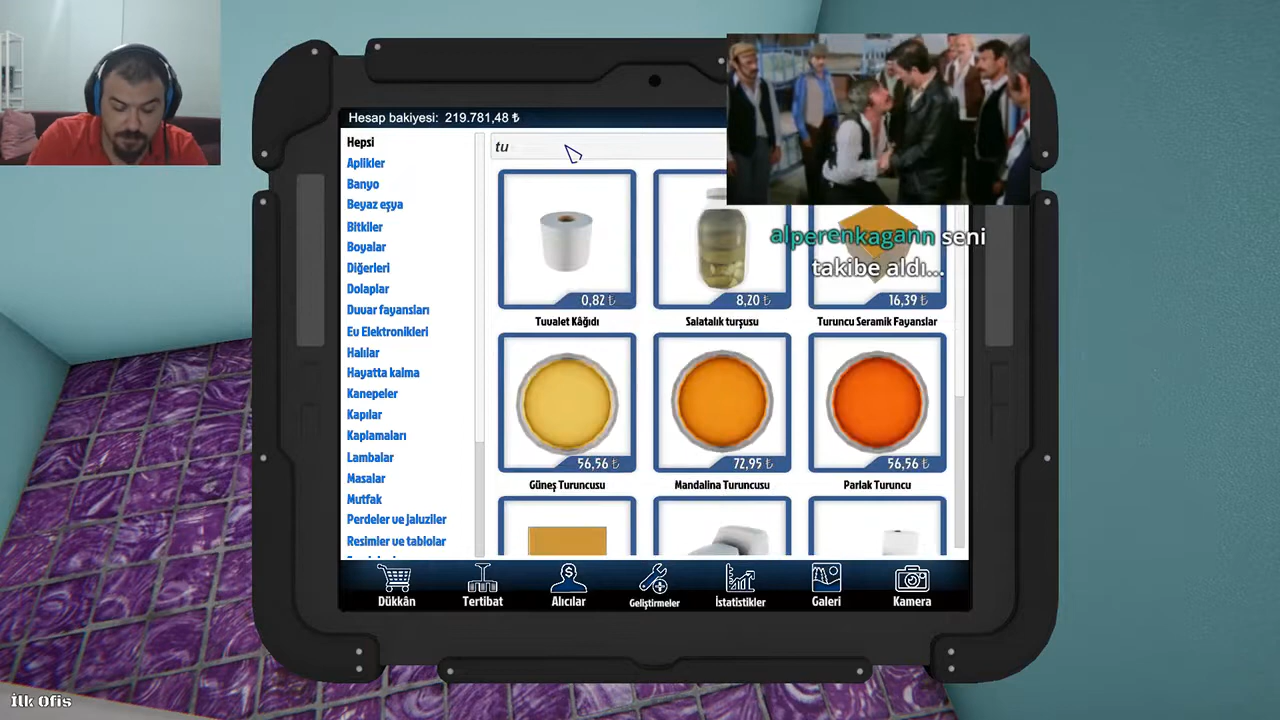 Hesap bakiyesi: 219.781,48 ₺
Hepsi
Aplikler
Banyo
Beyaz eşya
Bitkiler
Boyalar
Diğerleri
Dolaplar
Duvar fayansları
Ev Elektronikleri
Halılar
Hayatta kalma
Kanepeler
Kapılar
Kaplamaları
Lambalar
Masalar
Mutfak
Perdeler ve jaluziler
Resimler ve tablolar
tu
0,82 ₺
8,20 ₺
16,39 ₺
Tuvalet Kâğıdı
Salatalık turşusu
Turuncu Seramik Fayanslar
56,56 ₺
72,95 ₺
56,56 ₺
Güneş Turuncusu
Mandalina Turuncusu
Parlak Turuncu
alperenkagann seni
takibe aldı...
Dükkân
Tertibat
Alıcılar
Geliştirmeler
İstatistikler
Galeri
Kamera
İlk Ofis